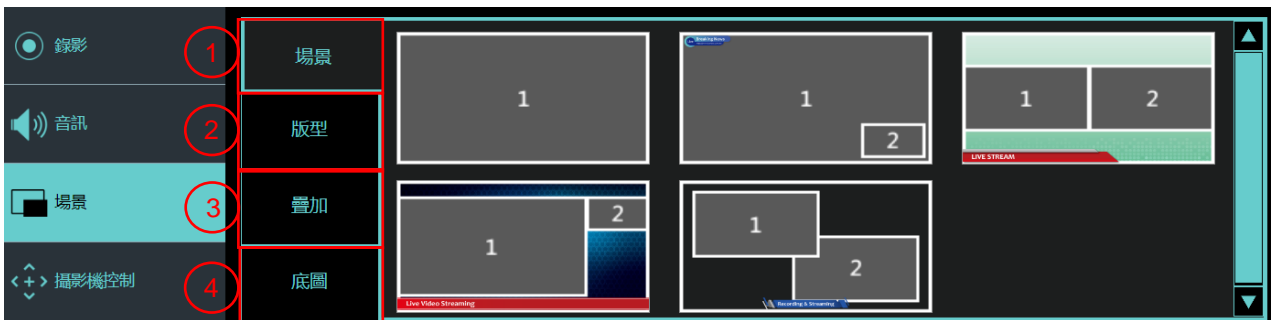 錄影
音訊
場景
攝影機控制
1
場景
2
版型
3
疊加
4
底圖
1
Breaking News
1
2
1
2
LIVE STREAM
1
2
Live Video Streaming
1
2
Recording & Streaming